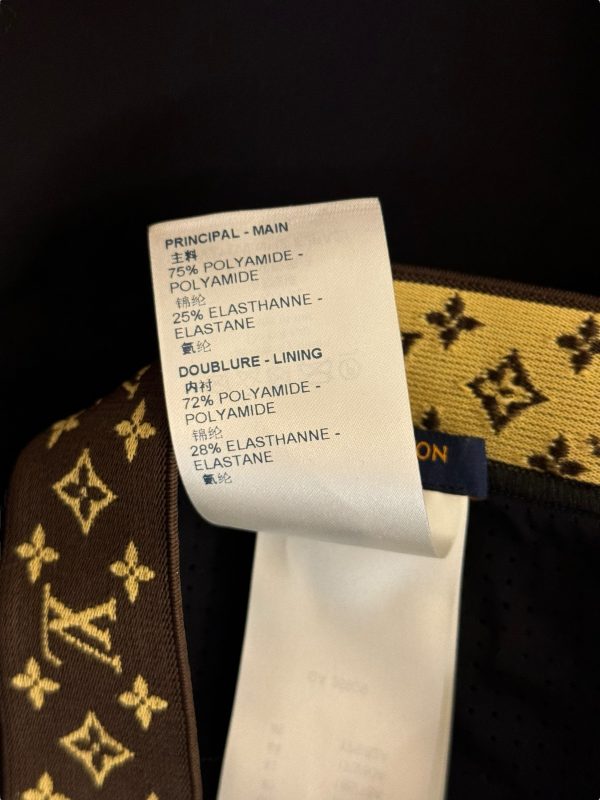 PRINCIPAL - MAIN
主料
75% POLYAMIDE -
POLYAMIDE
锦纶
25% ELASTHANNE -
ELASTANE
氨纶
DOUBLURE - LINING
内衬
72% POLYAMIDE -
POLYAMIDE
锦纶
28% ELASTHANNE -
ELASTANE
氨纶
ON
LV